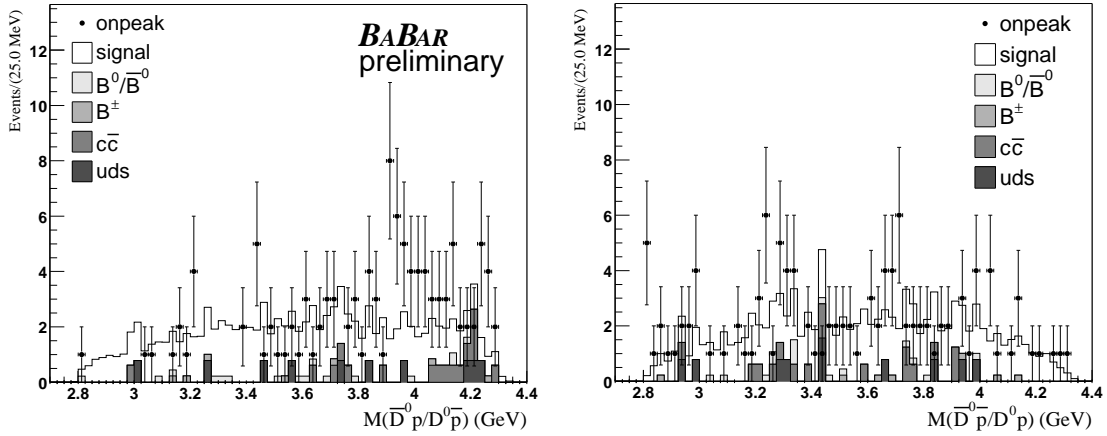 Events/(25.0 MeV)
12
10
8
6
4
2
0
onpeak
signal
B⁰/B̅⁰
B±
cc̅
uds
BABAR
preliminary
2.8 3 3.2 3.4 3.6 3.8 4 4.2 4.4
M(D̅⁰p/D⁰p̅) (GeV)
Events/(25.0 MeV)
12
10
8
6
4
2
0
onpeak
signal
B⁰/B̅⁰
B±
cc̅
uds
2.8 3 3.2 3.4 3.6 3.8 4 4.2 4.4
M(D̅⁰p̅/D⁰p) (GeV)